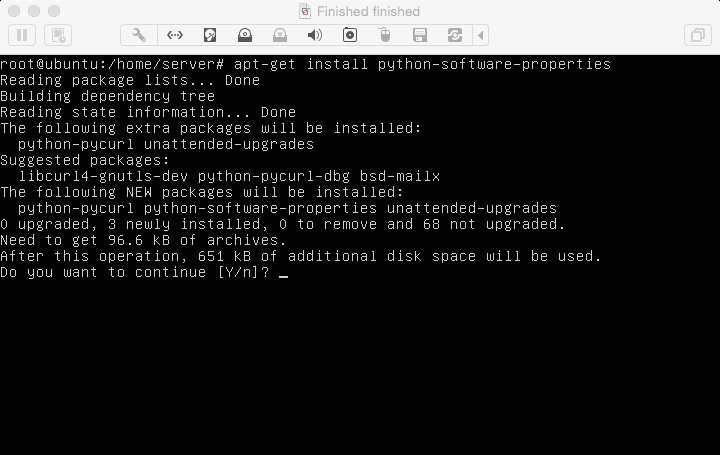 Finished finished
root@ubuntu:/home/server# apt-get install python-software-properties
Reading package lists... Done
Building dependency tree
Reading state information... Done
The following extra packages will be installed:
  python-pycurl unattended-upgrades
Suggested packages:
  libcurl4-gnutls-dev python-pycurl-dbg bsd-mailx
The following NEW packages will be installed:
  python-pycurl python-software-properties unattended-upgrades
0 upgraded, 3 newly installed, 0 to remove and 68 not upgraded.
Need to get 96.6 kB of archives.
After this operation, 651 kB of additional disk space will be used.
Do you want to continue [Y/n]? _